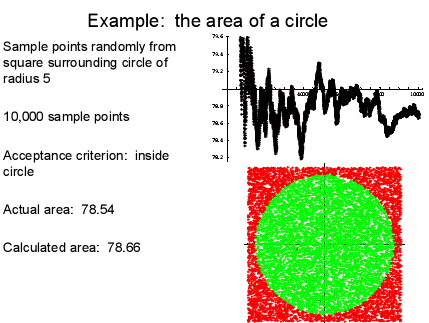 Example:  the area of a circle
Sample points randomly from
square surrounding circle of
radius 5
10,000 sample points
Acceptance criterion:  inside
circle
Actual area:  78.54
Calculated area:  78.66
79.6
79.4
79.2
78.8
78.6
78.4
78.2